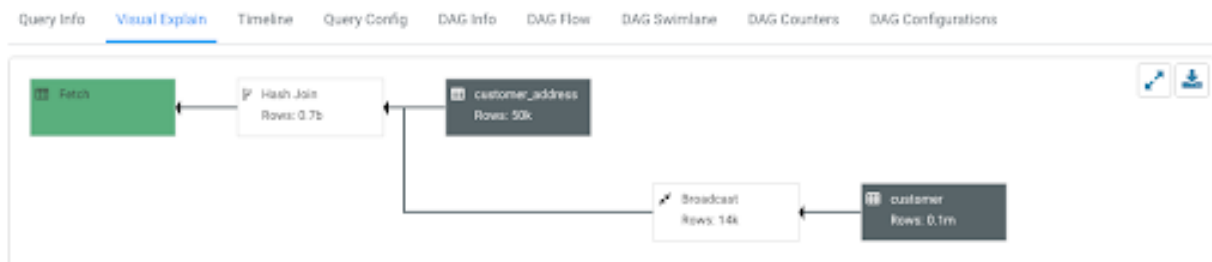 Query Info Visual Explain Timeline Query Config DAG Info DAG Flow DAG Swimlane DAG Counters DAG Configurations
Fetch
Hash Join
Rows: 0.7b
customer_address
Rows: 50k
Broadcast
Rows: 14k
customer
Rows: 0.1m